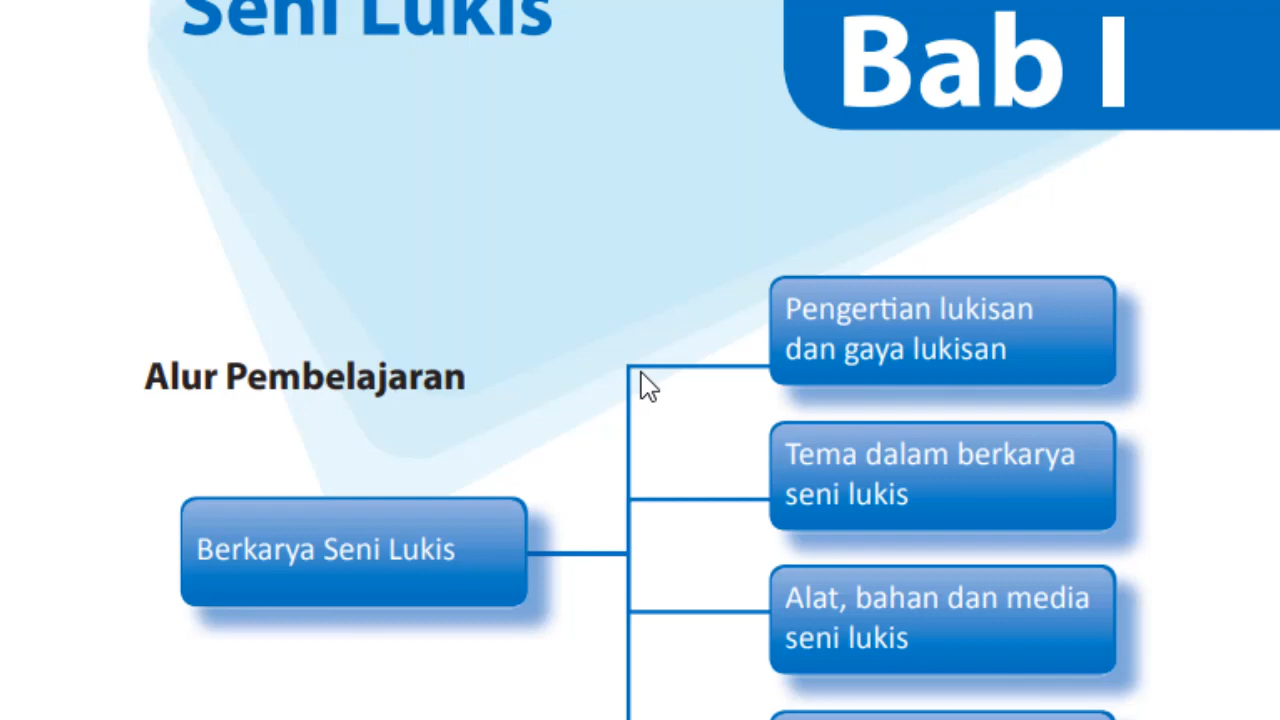 Seni Lukis
Bab I
Alur Pembelajaran
Berkarya Seni Lukis
Pengertian lukisan
dan gaya lukisan
Tema dalam berkarya
seni lukis
Alat, bahan dan media
seni lukis